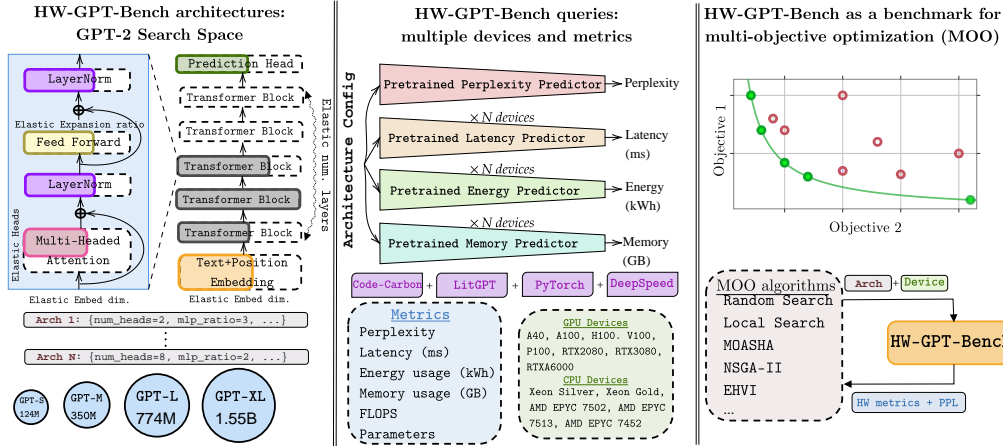 HW-GPT-Bench architectures:
GPT-2 Search Space
LayerNorm
Elastic Expansion ratio
Feed Forward
LayerNorm
Elastic Heads
Multi-Headed
Attention
Elastic Embed dim.
Prediction Head
Transformer Block
Transformer Block
Transformer Block
Transformer Block
Transformer Block
Text+Position
Embedding
Elastic Embed dim.
Elastic num. layers
Arch 1: {num_heads=2, mlp_ratio=3, ...}
Arch N: {num_heads=8, mlp_ratio=2, ...}
GPT-S
124M
GPT-M
350M
GPT-L
774M
GPT-XL
1.55B
HW-GPT-Bench queries:
multiple devices and metrics
Architecture Config
Pretrained Perplexity Predictor
Perplexity
× N devices
Pretrained Latency Predictor
Latency
(ms)
× N devices
Pretrained Energy Predictor
Energy
(kWh)
× N devices
Pretrained Memory Predictor
Memory
(GB)
Code-Carbon + LitGPT + PyTorch + DeepSpeed
Metrics
Perplexity
Latency (ms)
Energy usage (kWh)
Memory usage (GB)
FLOPS
Parameters
GPU Devices
A40, A100, H100. V100,
P100, RTX2080, RTX3080,
RTXA6000
CPU Devices
Xeon Silver, Xeon Gold,
AMD EPYC 7502, AMD EPYC
7513, AMD EPYC 7452
HW-GPT-Bench as a benchmark for
multi-objective optimization (MOO)
Objective 1
Objective 2
MOO algorithms
Random Search
Local Search
MOASHA
NSGA-II
EHVI
...
Arch + Device
HW-GPT-Bench
HW metrics + PPL